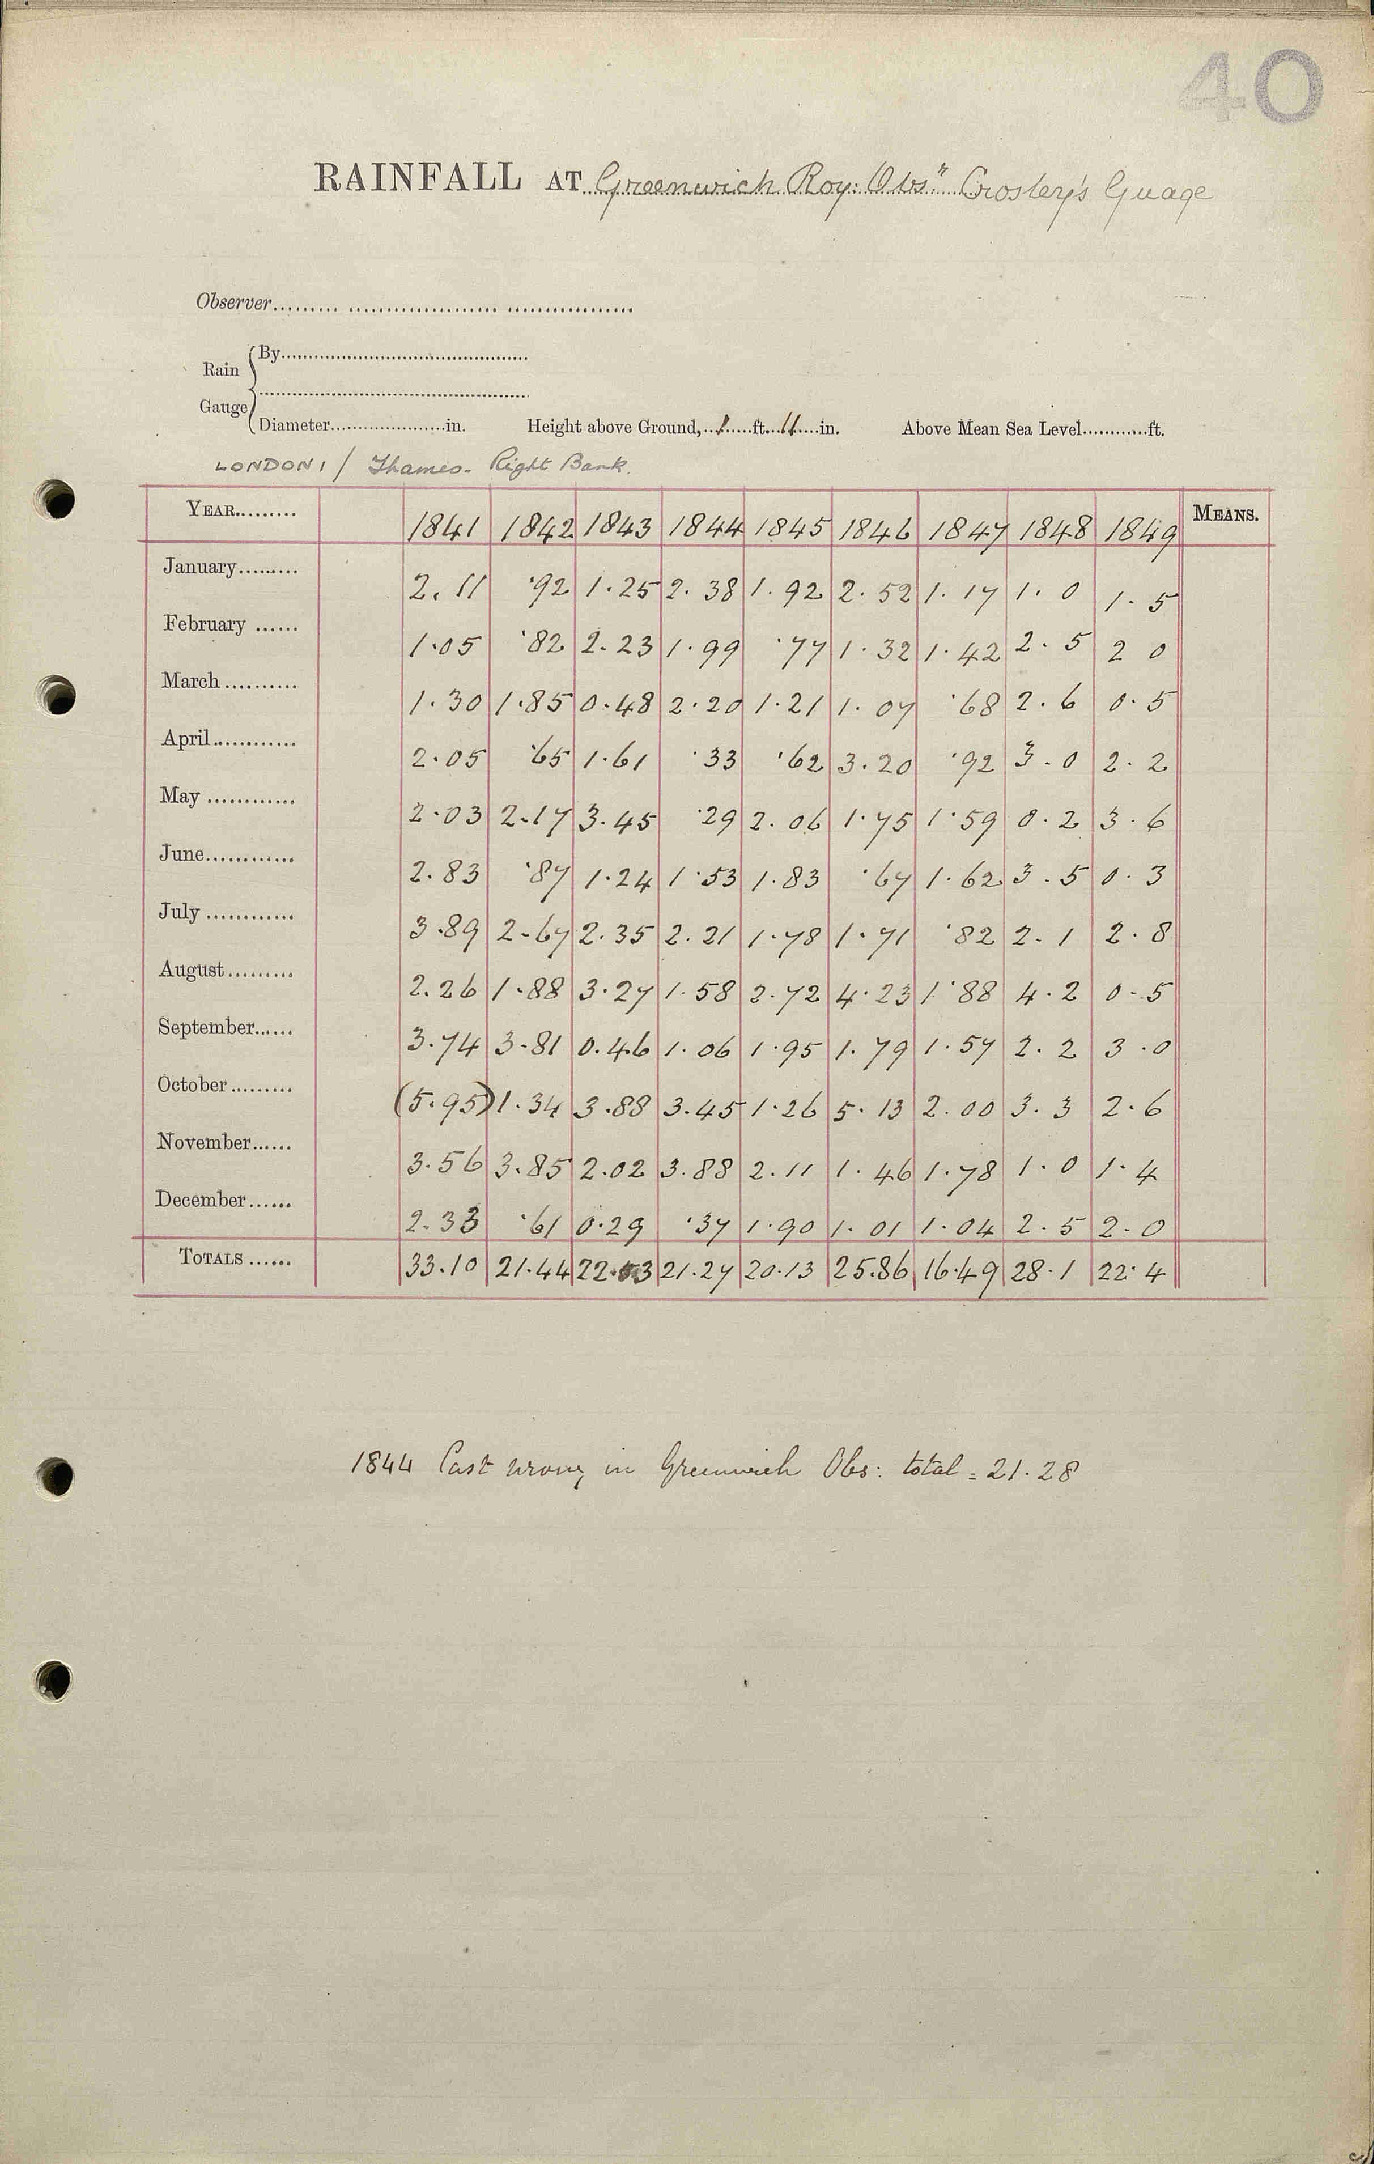 40
RAINFALL AT Greenwich Roy: Obsy Crosley's Guage
Observer
Rain Gauge
By
Diameter in. Height above Ground, 1 ft. 11 in. Above Mean Sea Level ft.
LONDON 1 / Thames - Right Bank.
YEAR 1841 1842 1843 1844 1845 1846 1847 1848 1849 MEANS.
January 2.11 .92 1.25 2.38 1.92 2.52 1.17 1.0 1.5
February 1.05 .82 2.23 1.99 .77 1.32 1.42 2.5 2 0
March 1.30 1.85 0.48 2.20 1.21 1.07 .68 2.6 0.5
April 2.05 .65 1.61 .33 .62 3.20 .92 3.0 2.2
May 2.03 2.17 3.45 .29 2.06 1.75 1.59 0.2 3.6
June 2.83 .87 1.24 1.53 1.83 .67 1.62 3.5 0.3
July 3.89 2.67 2.35 2.21 1.78 1.71 .82 2.1 2.8
August 2.26 1.88 3.27 1.58 2.72 4.23 1.88 4.2 0.5
September 3.74 3.81 0.46 1.06 1.95 1.79 1.57 2.2 3.0
October (5.95) 1.34 3.88 3.45 1.26 5.13 2.00 3.3 2.6
November 3.56 3.85 2.02 3.88 2.11 1.46 1.78 1.0 1.4
December 2.33 .61 0.29 .37 1.90 1.01 1.04 2.5 2.0
TOTALS 33.10 21.44 22.53 21.27 20.13 25.86 16.49 28.1 22.4
1844 Cast wrong in Greenwich Obs: total = 21.28